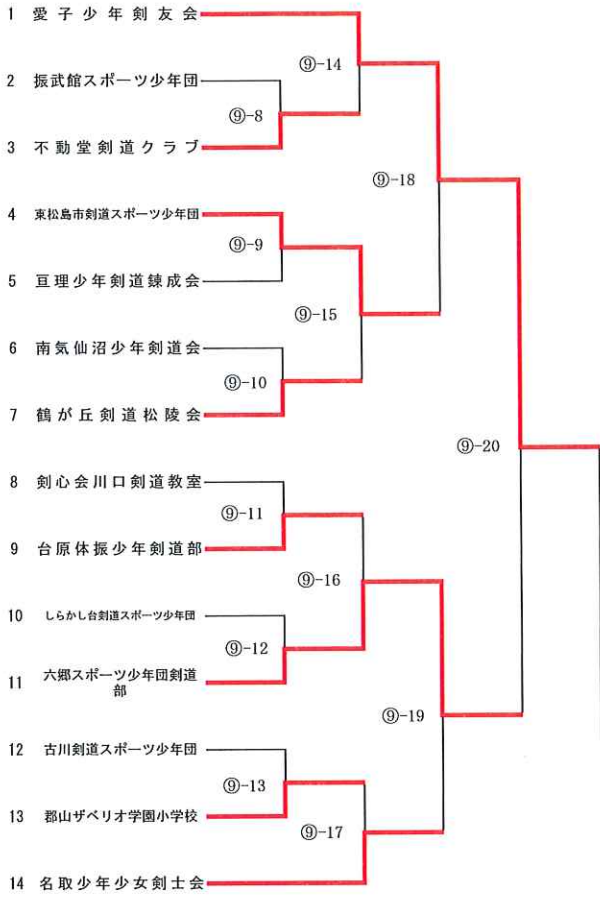 1 愛子少年剣友会
⑨-14
2 振武館スポーツ少年団
⑨-8
3 不動堂剣道クラブ
⑨-18
4 東松島市剣道スポーツ少年団
⑨-9
5 亘理少年剣道錬成会
⑨-15
6 南気仙沼少年剣道会
⑨-10
7 鶴が丘剣道松陵会
⑨-20
8 剣心会川口剣道教室
⑨-11
9 台原体振少年剣道部
⑨-16
10 しらかし台剣道スポーツ少年団
⑨-12
11 六郷スポーツ少年団剣道
部
⑨-19
12 古川剣道スポーツ少年団
⑨-13
13 郡山ザベリオ学園小学校
⑨-17
14 名取少年少女剣士会